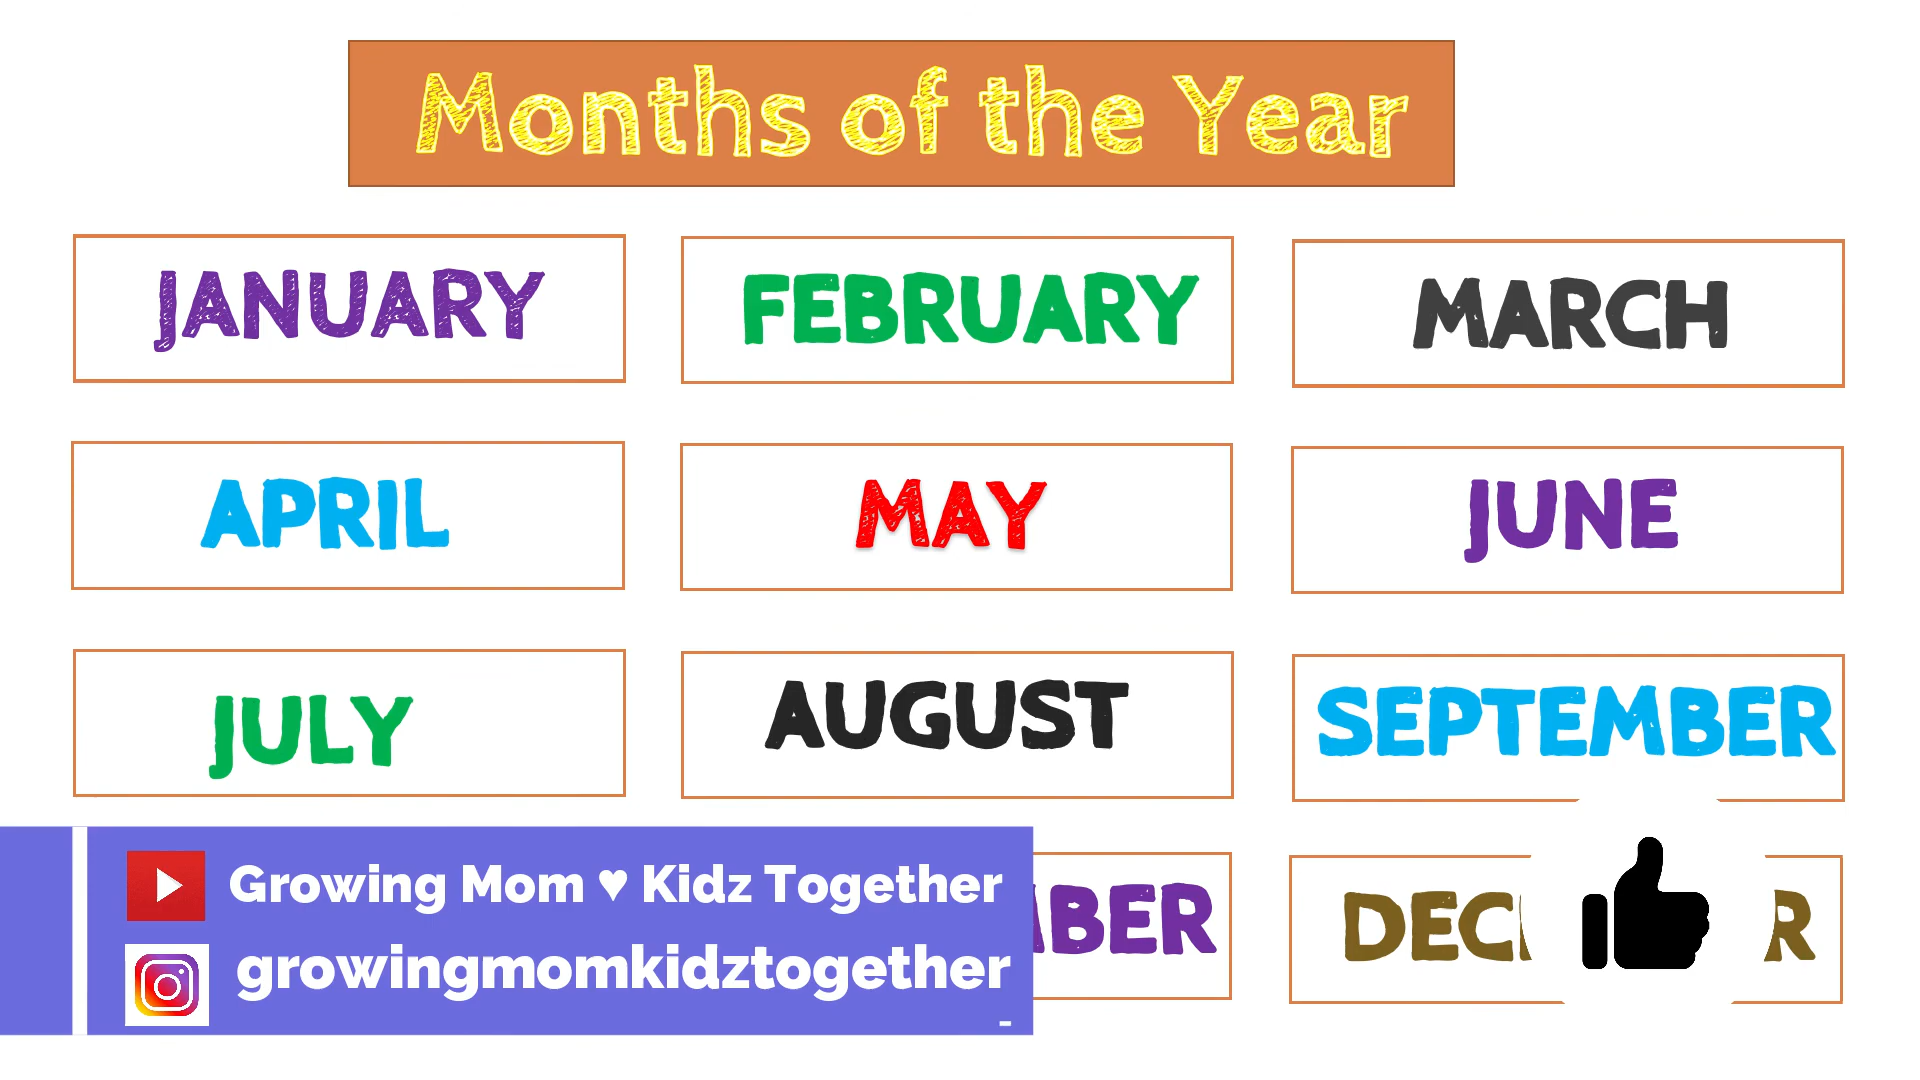 Months of the Year
JANUARY
FEBRUARY
MARCH
APRIL
MAY
JUNE
JULY
AUGUST
SEPTEMBER
Growing Mom ♥ Kidz Together
growingmomkidztogether
-